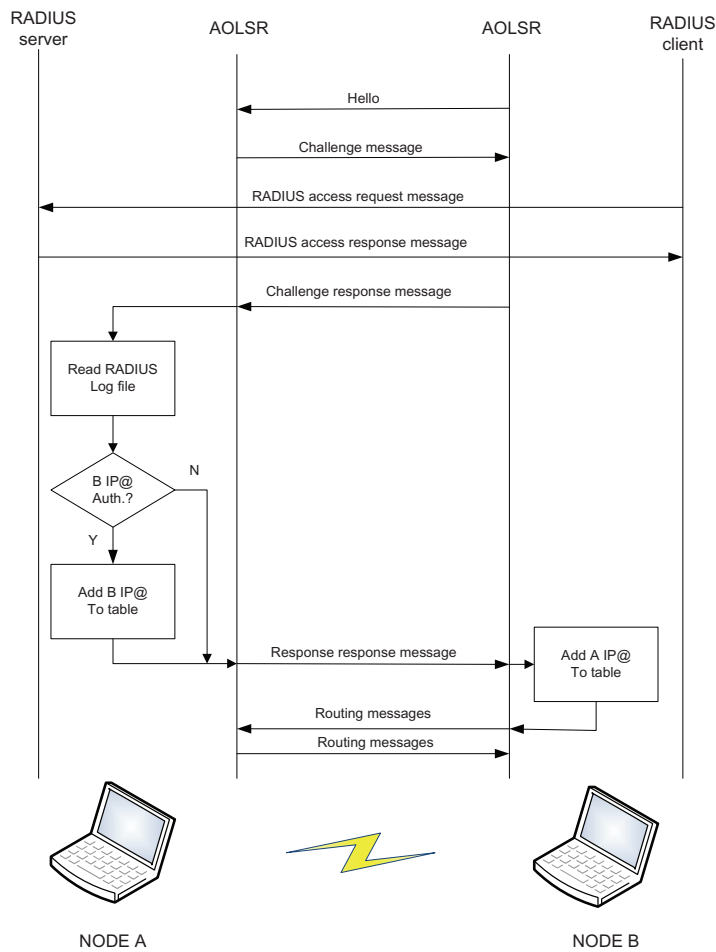 RADIUS
server
AOLSR
AOLSR
RADIUS
client
Hello
Challenge message
RADIUS access request message
RADIUS access response message
Challenge response message
Read RADIUS
Log file
B IP@
Auth.?
N
Y
Add B IP@
To table
Response response message
Add A IP@
To table
Routing messages
Routing messages
NODE A
NODE B